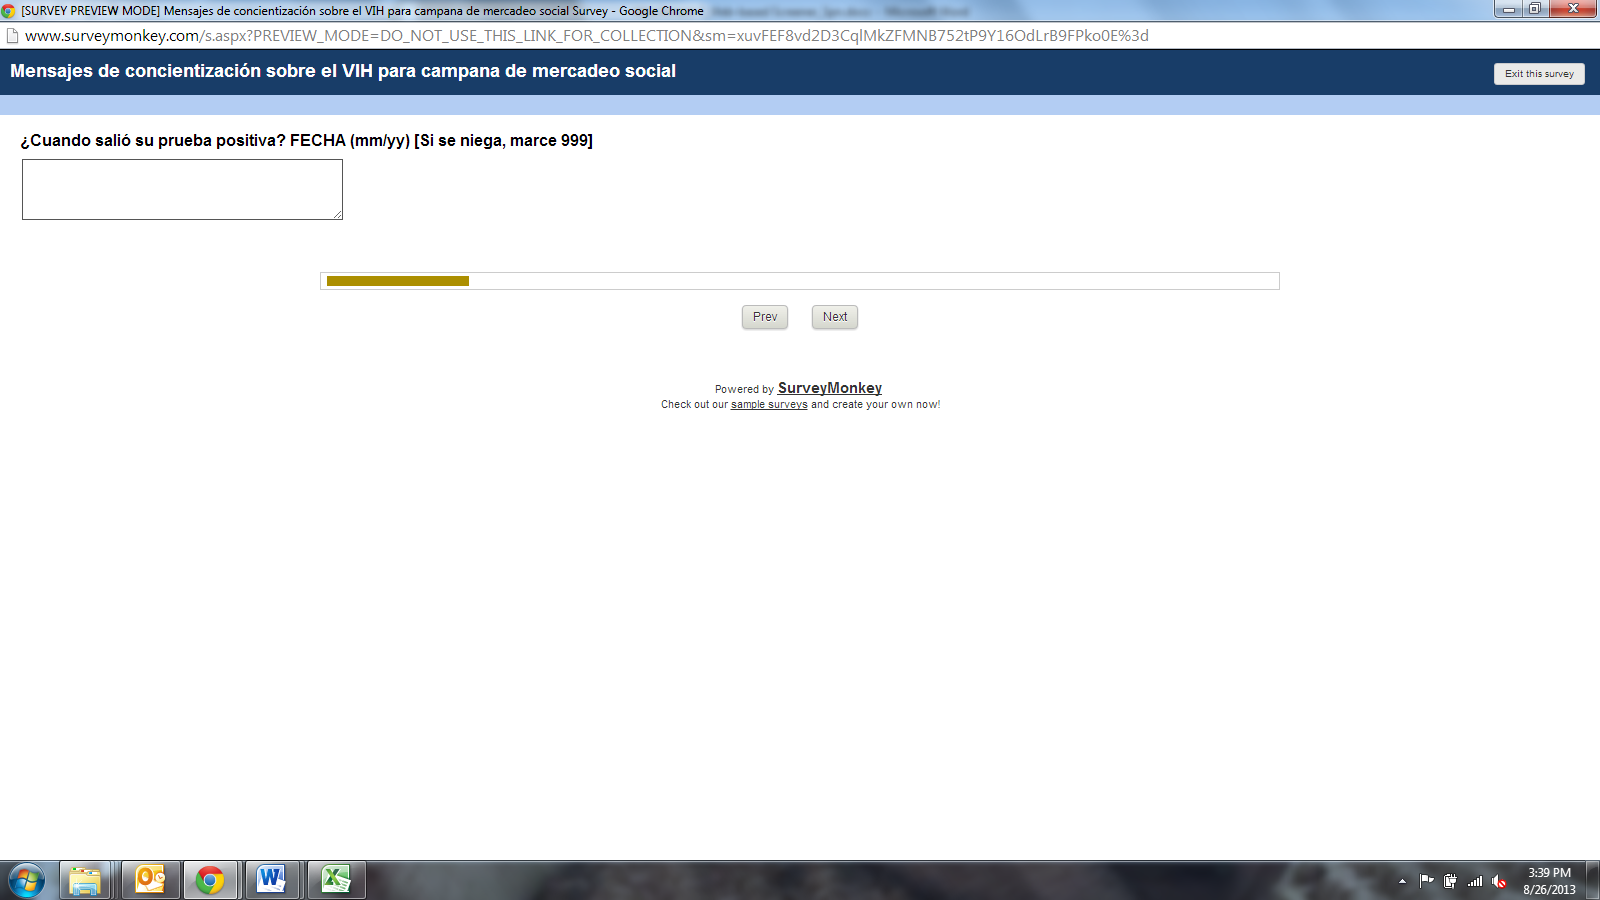 [SURVEY PREVIEW MODE] Mensajes de concientización sobre el VIH para campana de mercadeo social Survey - Google Chrome
www.surveymonkey.com/s.aspx?PREVIEW_MODE=DO_NOT_USE_THIS_LINK_FOR_COLLECTION&sm=xuvFEF8vd2D3CqlMkZFMNB752tP9Y16OdLrB9FPko0E%3d
Mensajes de concientización sobre el VIH para campana de mercadeo social
Exit this survey
¿Cuando salió su prueba positiva? FECHA (mm/yy) [Si se niega, marce 999]
Prev Next
Powered by SurveyMonkey
Check out our sample surveys and create your own now!
3:39 PM
8/26/2013